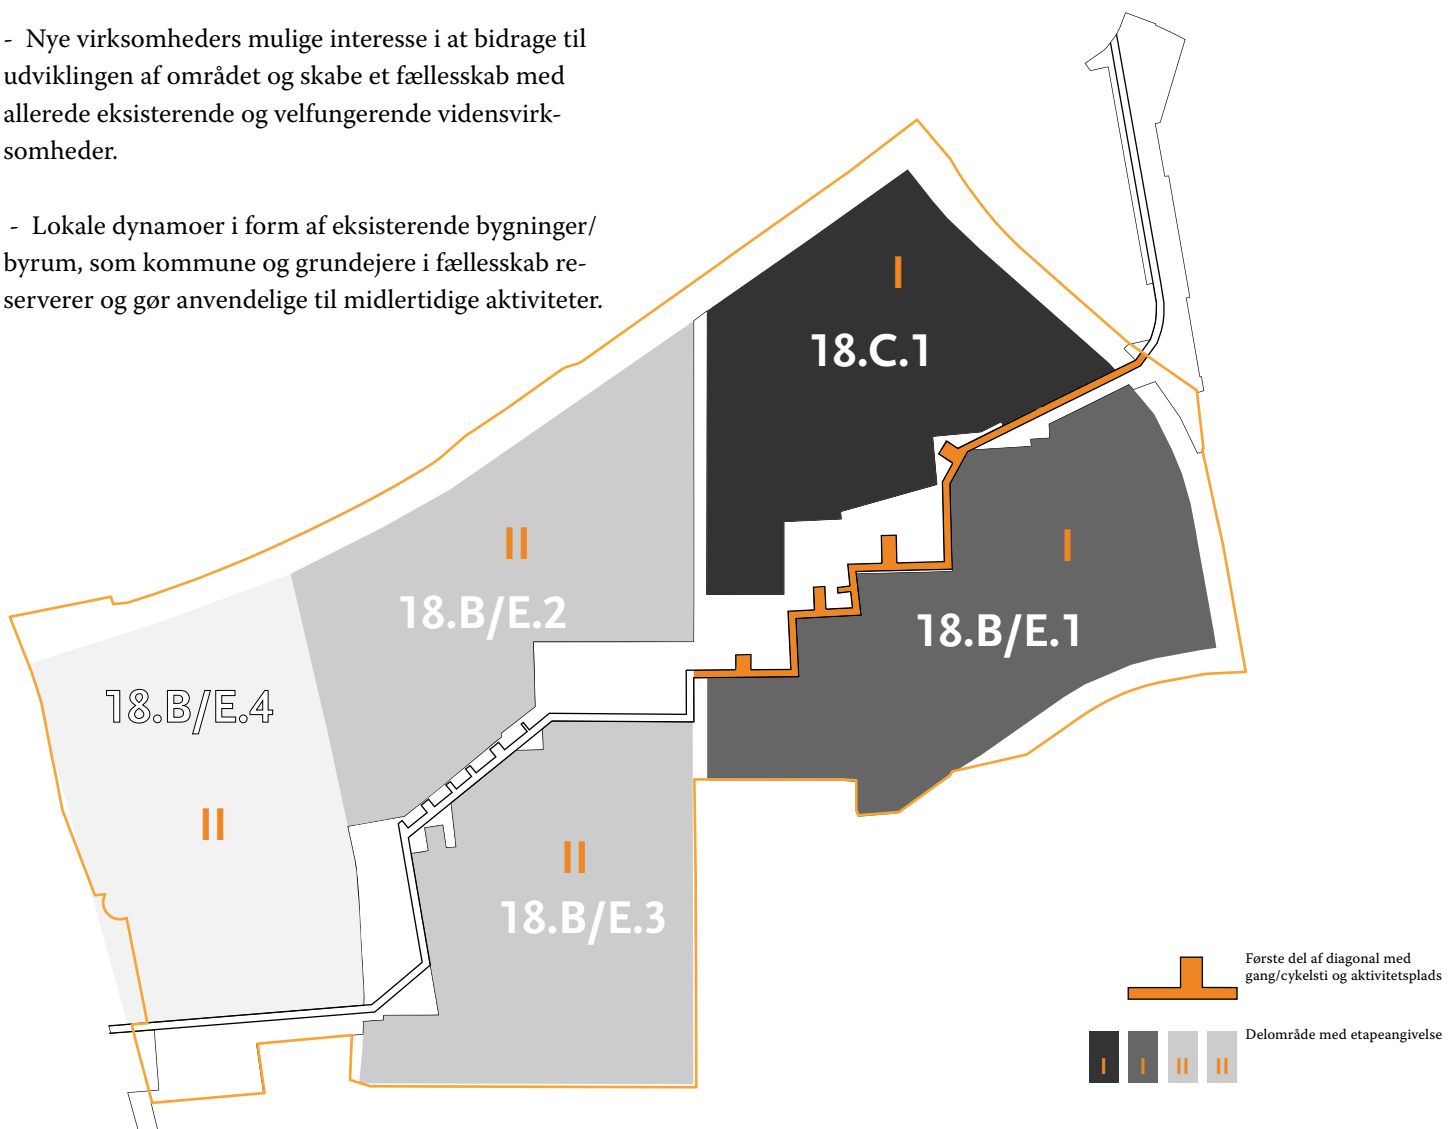 - Nye virksomheders mulige interesse i at bidrage til
udviklingen af området og skabe et fællesskab med
allerede eksisterende og velfungerende vidensvirk-
somheder.
- Lokale dynamoer i form af eksisterende bygninger/
byrum, som kommune og grundejere i fællesskab re-
serverer og gør anvendelige til midlertidige aktiviteter.
I
18.C.1
II
18.B/E.2
I
18.B/E.1
18.B/E.4
II
II
18.B/E.3
Første del af diagonal med
gang/cykelsti og aktivitetsplads
Delområde med etapeangivelse
I I II II